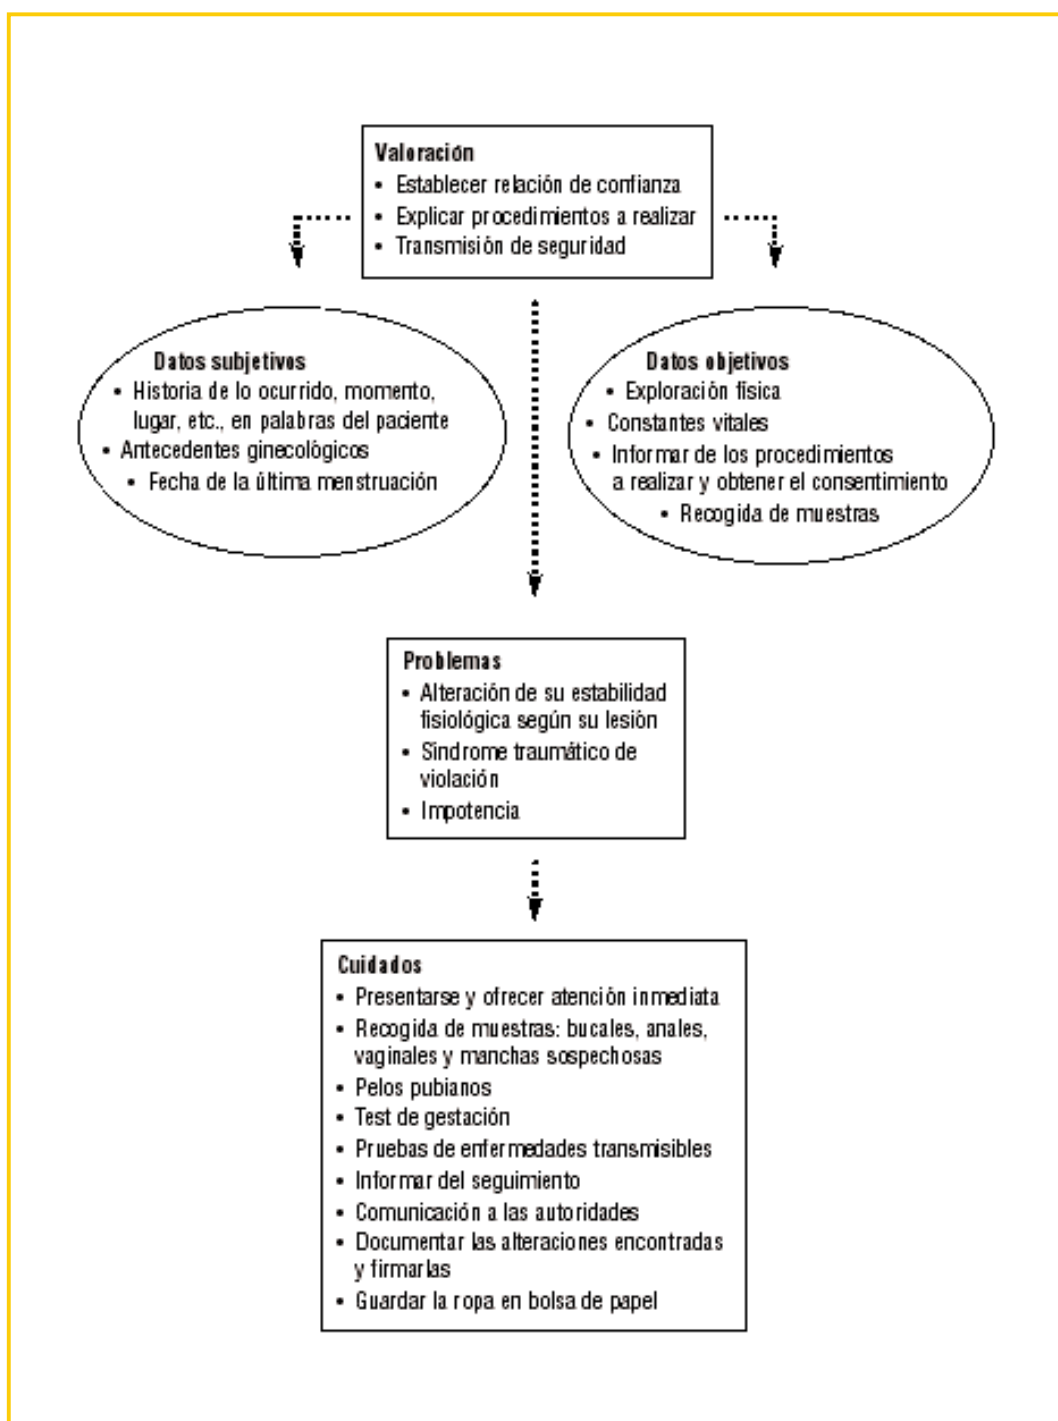 Valoración
• Establecer relación de confianza
• Explicar procedimientos a realizar
• Transmisión de seguridad
Datos subjetivos
• Historia de lo ocurrido, momento,
lugar, etc., en palabras del paciente
• Antecedentes ginecológicos
• Fecha de la última menstruación
Datos objetivos
• Exploración física
• Constantes vitales
• Informar de los procedimientos
a realizar y obtener el consentimiento
• Recogida de muestras
Problemas
• Alteración de su estabilidad
fisiológica según su lesión
• Síndrome traumático de
violación
• Impotencia
Cuidados
• Presentarse y ofrecer atención inmediata
• Recogida de muestras: bucales, anales,
vaginales y manchas sospechosas
• Pelos pubianos
• Test de gestación
• Pruebas de enfermedades transmisibles
• Informar del seguimiento
• Comunicación a las autoridades
• Documentar las alteraciones encontradas
y firmarlas
• Guardar la ropa en bolsa de papel